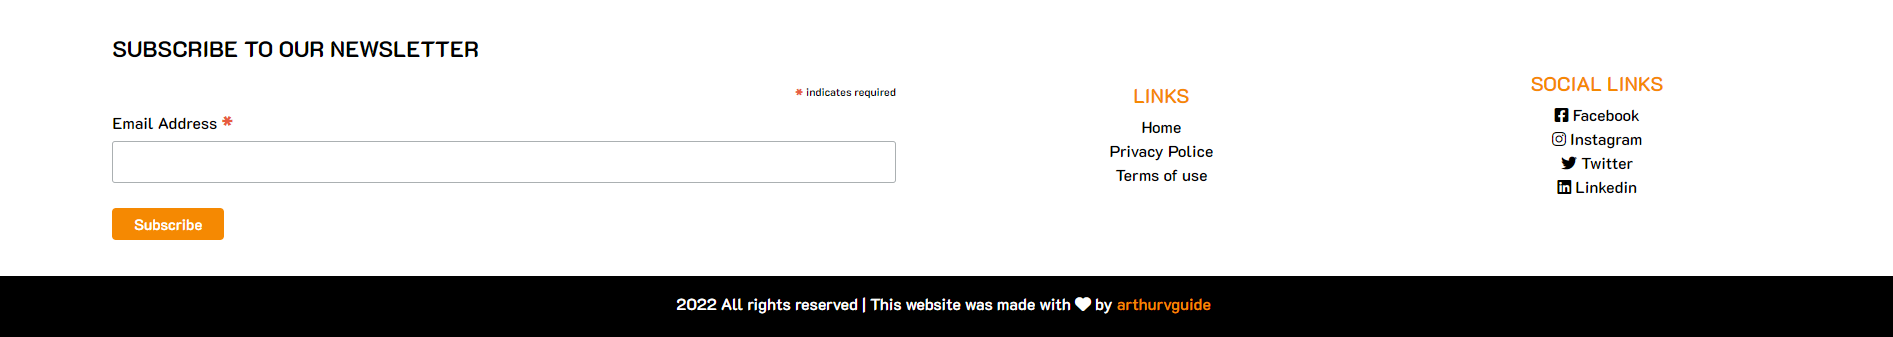 SUBSCRIBE TO OUR NEWSLETTER
* indicates required
Email Address *
Subscribe
LINKS
Home
Privacy Police
Terms of use
SOCIAL LINKS
Facebook
Instagram
Twitter
Linkedin
2022 All rights reserved | This website was made with ♥ by arthurvguide